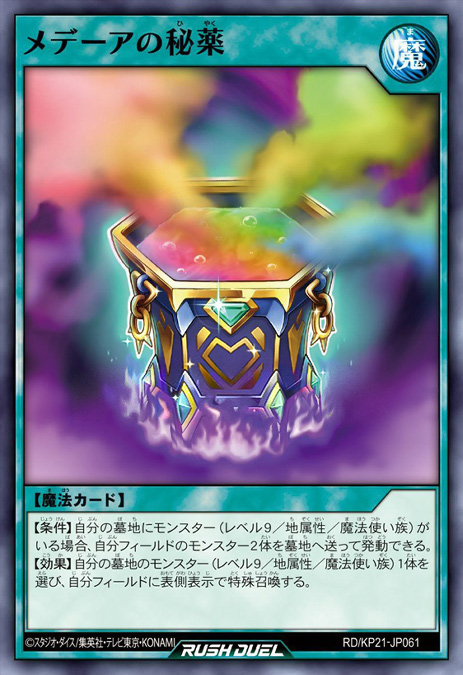 メデーアの秘薬
ひ やく
魔
ま
【魔法カード】
ま ほう
【条件】自分の墓地にモンスター(レベル9/地属性/魔法使い族)が
いる場合、自分フィールドのモンスター2体を墓地へ送って発動できる。
【効果】自分の墓地のモンスター(レベル9/地属性/魔法使い族)1体を
選び、自分フィールドに表側表示で特殊召喚する。
©スタジオ・ダイス/集英社・テレビ東京・KONAMI
RUSH DUEL
RD/KP21-JP061